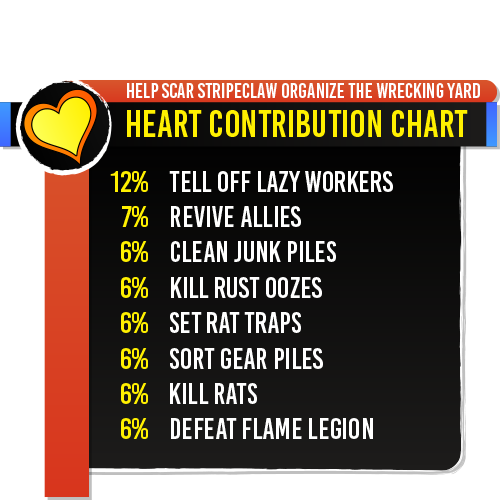 HELP SCAR STRIPECLAW ORGANIZE THE WRECKING YARD
HEART CONTRIBUTION CHART
12% TELL OFF LAZY WORKERS
7% REVIVE ALLIES
6% CLEAN JUNK PILES
6% KILL RUST OOZES
6% SET RAT TRAPS
6% SORT GEAR PILES
6% KILL RATS
6% DEFEAT FLAME LEGION